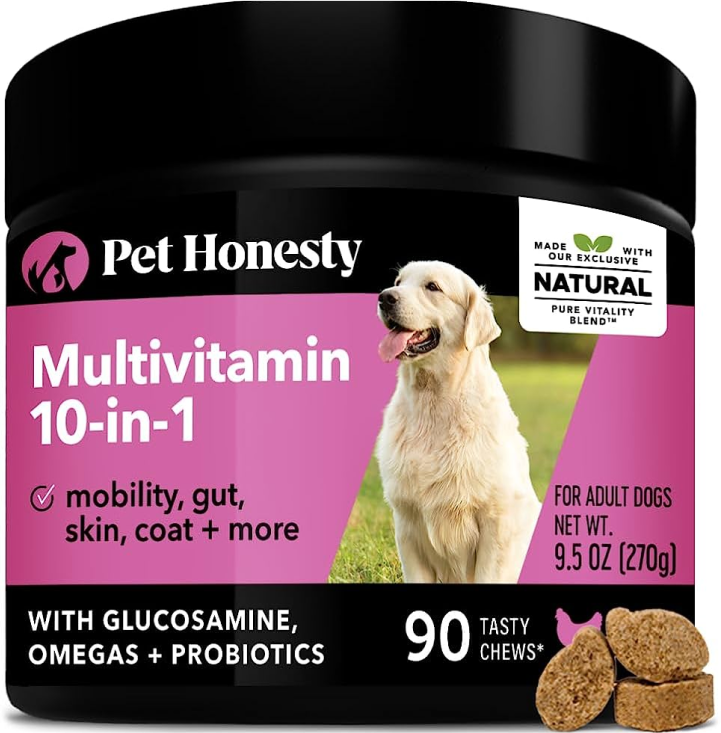 Pet Honesty
MADE WITH
OUR EXCLUSIVE
NATURAL
PURE VITALITY
BLEND™
Multivitamin
10-in-1
mobility, gut,
skin, coat + more
FOR ADULT DOGS
NET WT.
9.5 OZ (270g)
WITH GLUCOSAMINE,
OMEGAS + PROBIOTICS
90 TASTY
CHEWS*